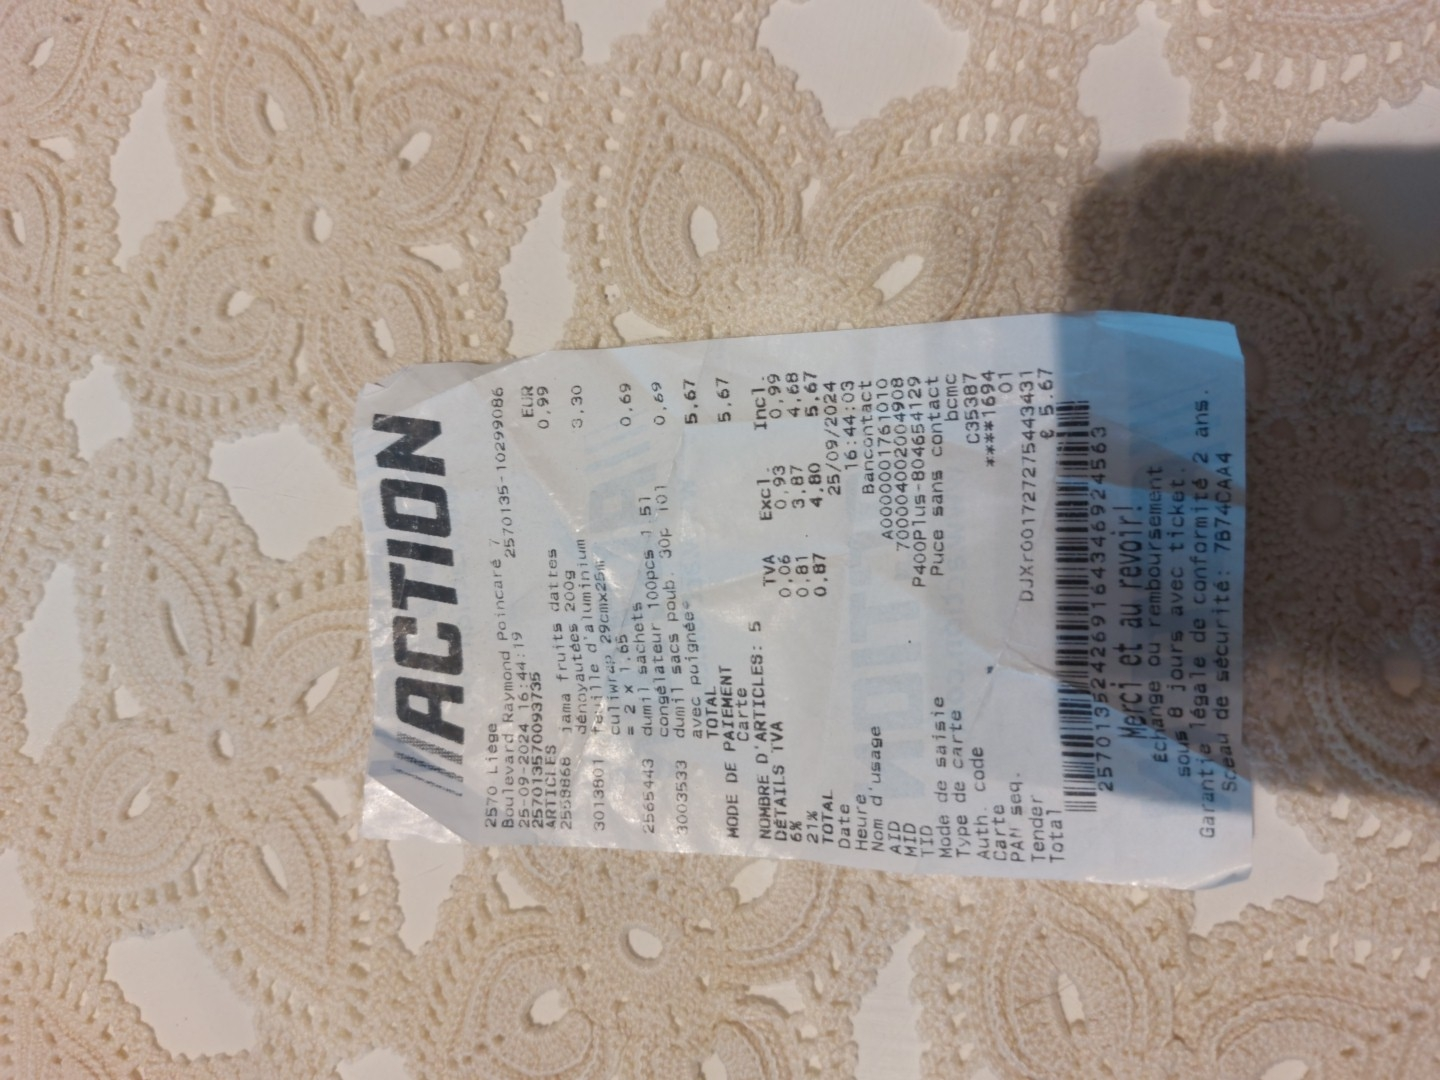 ACTION
2570 Liège
Boulevard Raymond Poincaré 7
25-09-2024 16:44:19 2570135-10299086
2570135700093735
ARTICLES EUR
2558868 jama fruits dattes 0,99
dénoyautées 200g
3013801 feuille d'aluminium 3,30
culiwrap 29cmx25m
= 2 x 1,65
2565443 dumil sachets 0,69
congélateur 100pcs 1 51
3003533 dumil sacs poub. 30p 101 0,69
avec poignées
TOTAL 5,67
MODE DE PAIEMENT
Carte 5,67
NOMBRE D'ARTICLES: 5
DÉTAILS TVA TVA Excl. Incl.
6% 0,06 0,93 0,99
21% 0,81 3,87 4,68
TOTAL 0,87 4,80 5,67
Date 25/09/2024
Heure 16:44:03
Nom d'usage Bancontact
AID A0000001761010
MID 700004002004908
TID P400Plus-804654129
Mode de saisie Puce sans contact
Type de carte bcmc
Auth. code C35387
Carte ****1694
PAN seq. 01
Tender DJXr001727275443431
Total € 5.67
Merci et au revoir!
Echange ou remboursement
sous 8 jours avec ticket.
Garantie légale de conformité 2 ans.
Sceau de sécurité: 7B74CAA4